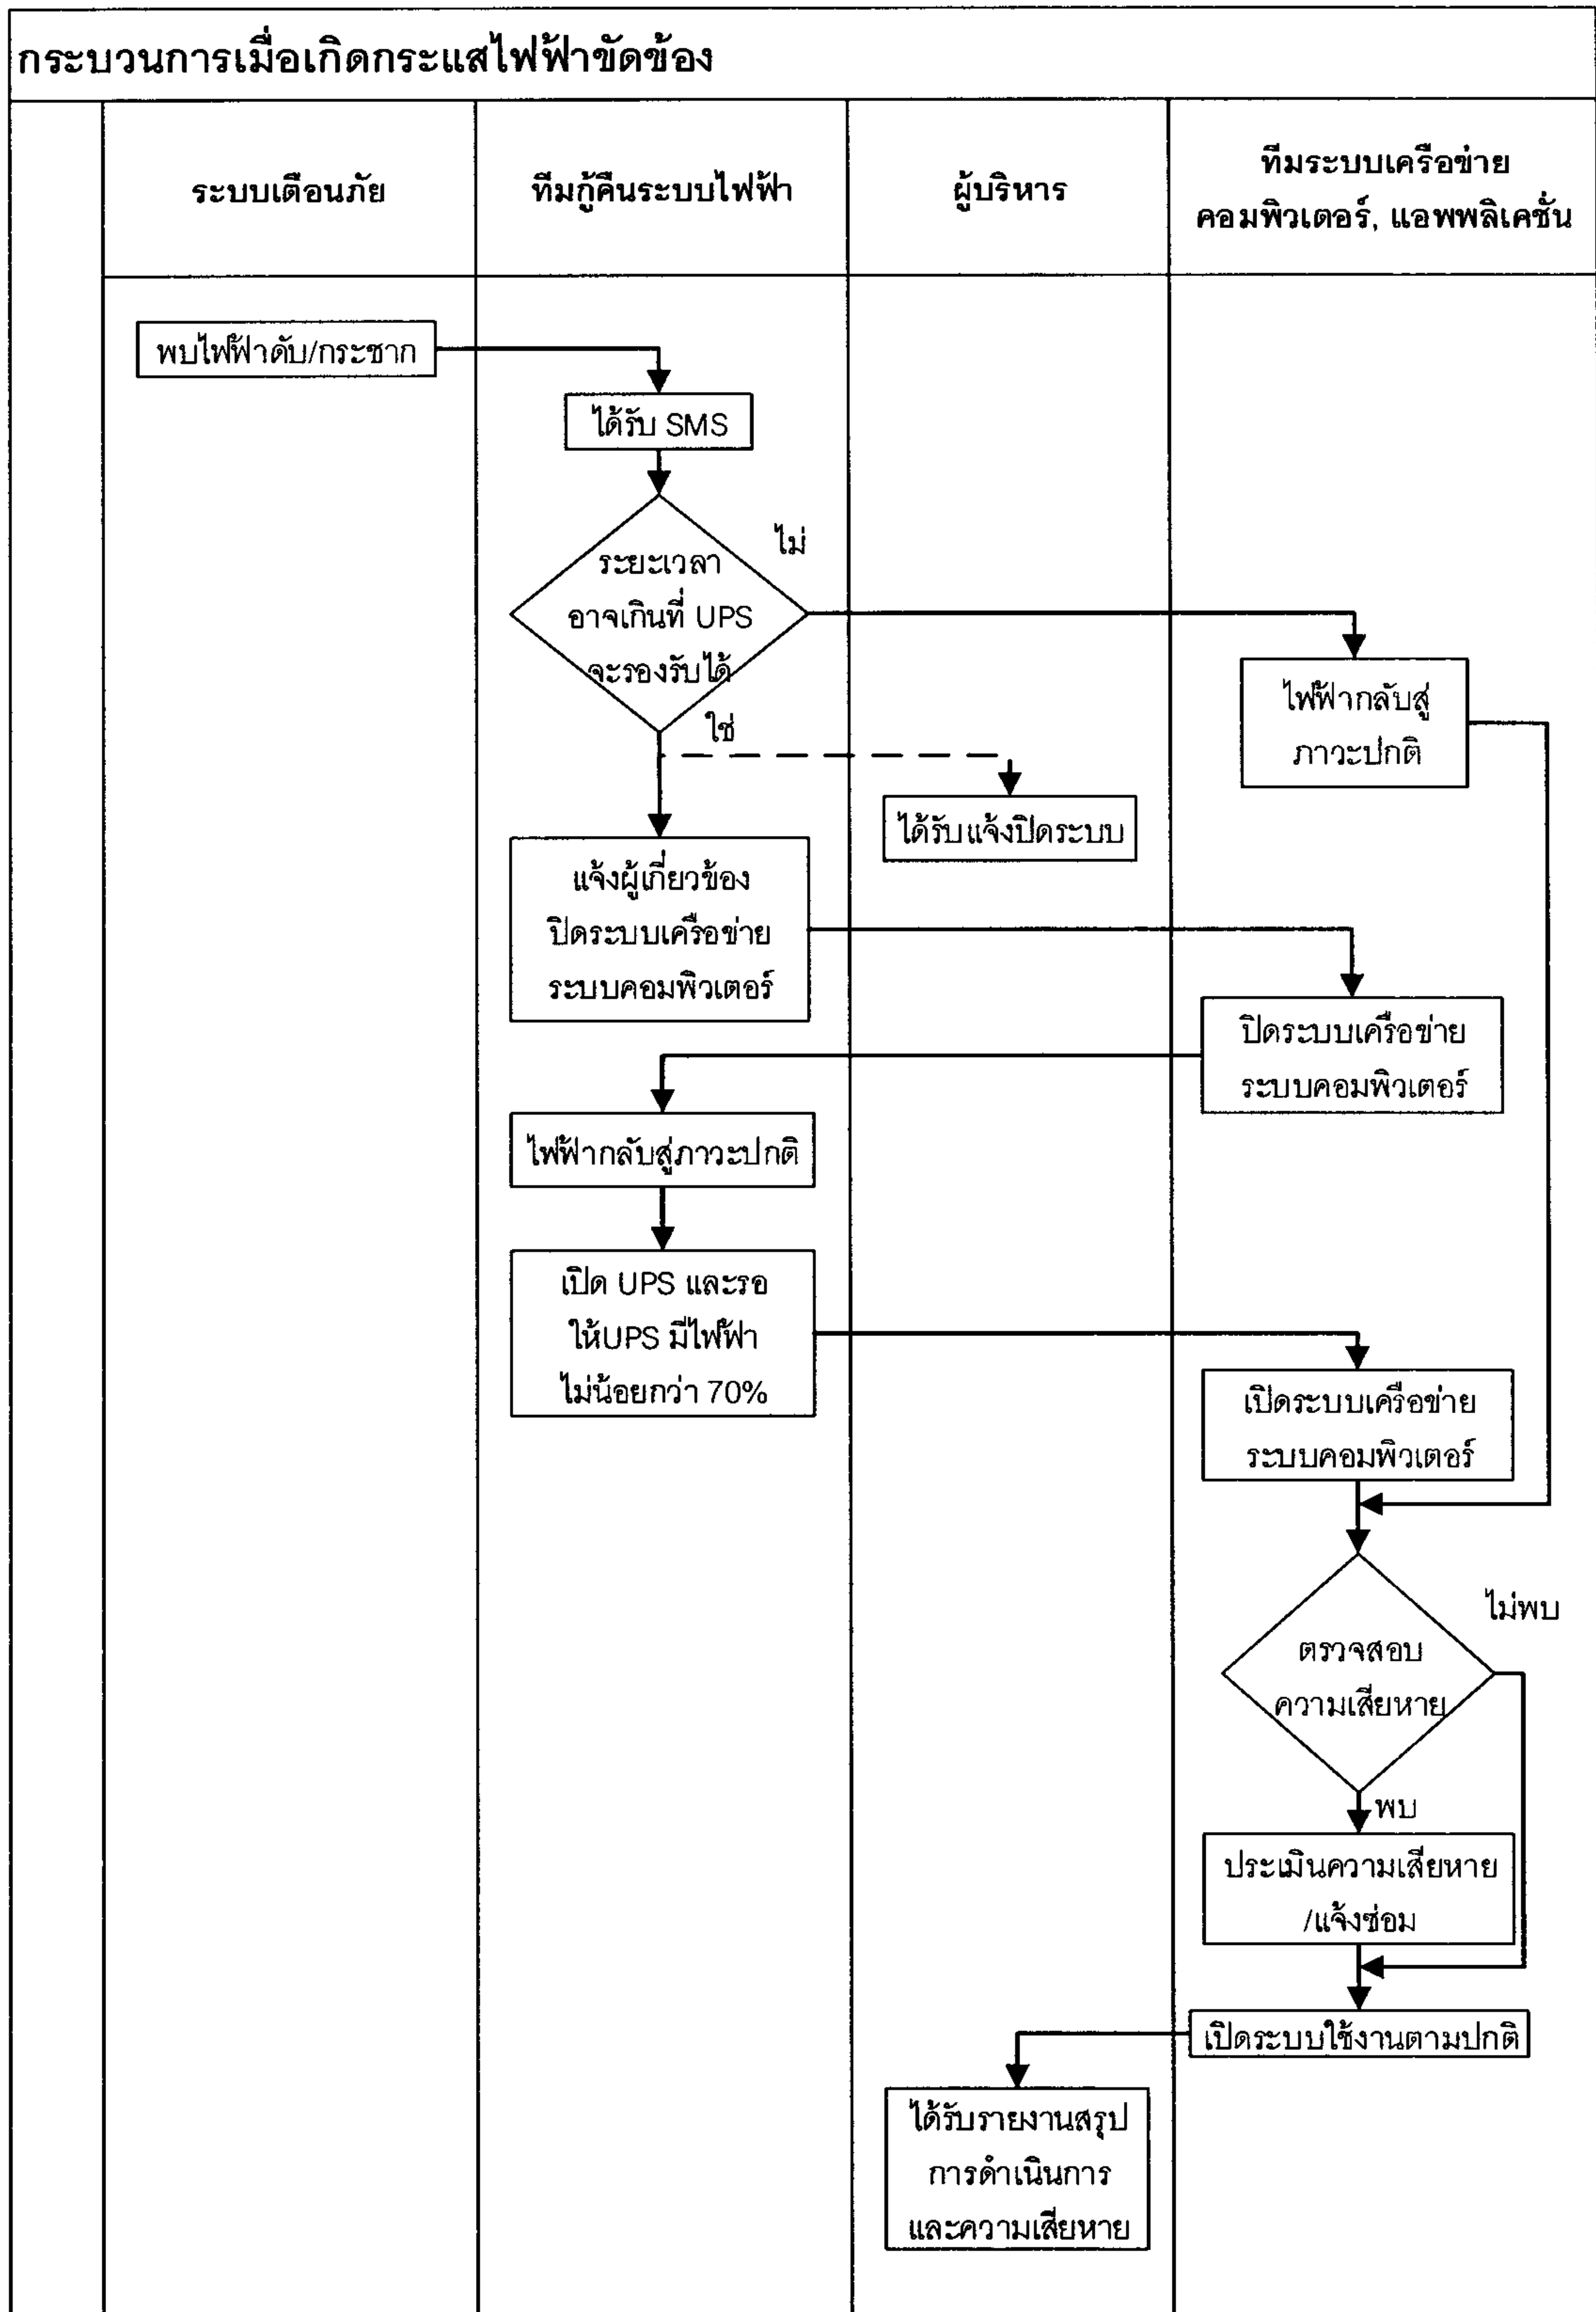 กระบวนการเมื่อเกิดกระแสไฟฟ้าขัดข้อง
ระบบเตือนภัย
ทีมกู้คืนระบบไฟฟ้า
ผู้บริหาร
ทีมระบบเครือข่าย
คอมพิวเตอร์, แอพพลิเคชั่น
พบไฟฟ้าดับ/กระชาก
ได้รับ SMS
ระยะเวลา
อาจเกินที่ UPS
จะรองรับได้
ไม่
ใช่
ไฟฟ้ากลับสู่
ภาวะปกติ
ได้รับแจ้งปิดระบบ
แจ้งผู้เกี่ยวข้อง
ปิดระบบเครือข่าย
ระบบคอมพิวเตอร์
ปิดระบบเครือข่าย
ระบบคอมพิวเตอร์
ไฟฟ้ากลับสู่ภาวะปกติ
เปิด UPS และรอ
ให้UPS มีไฟฟ้า
ไม่น้อยกว่า 70%
เปิดระบบเครือข่าย
ระบบคอมพิวเตอร์
ตรวจสอบ
ความเสียหาย
ไม่พบ
พบ
ประเมินความเสียหาย
/แจ้งซ่อม
เปิดระบบใช้งานตามปกติ
ได้รับรายงานสรุป
การดำเนินการ
และความเสียหาย